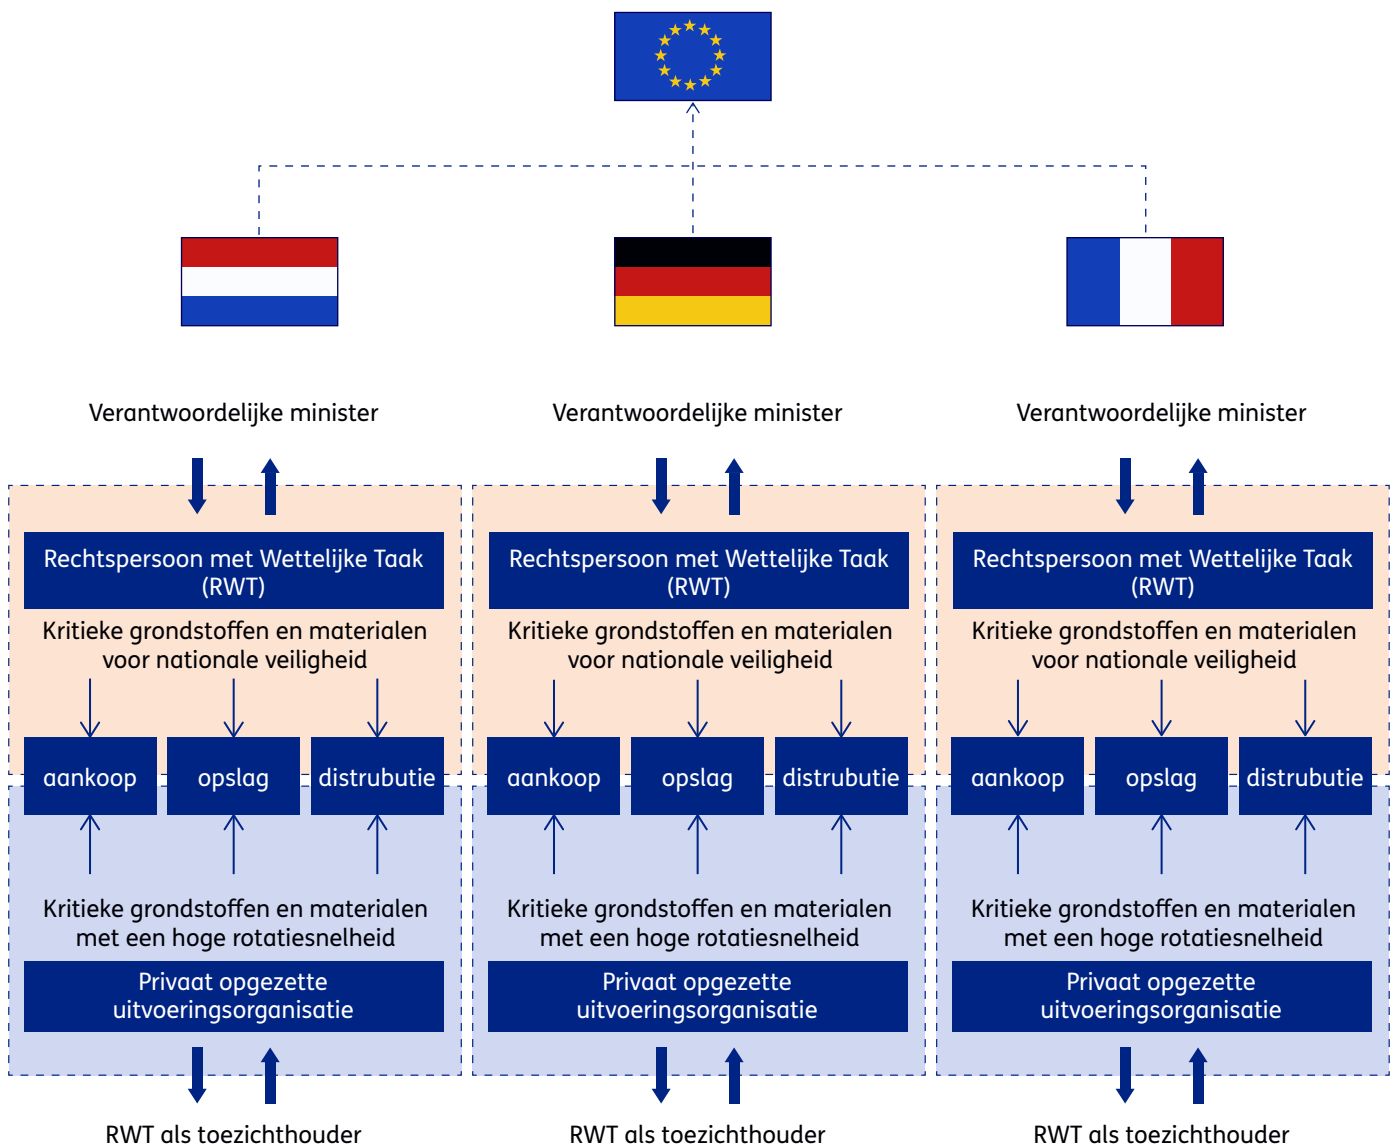 Verantwoordelijke minister
Rechtspersoon met Wettelijke Taak
(RWT)
Kritieke grondstoffen en materialen
voor nationale veiligheid
aankoop
opslag
distrubutie
Kritieke grondstoffen en materialen
met een hoge rotatiesnelheid
Privaat opgezette
uitvoeringsorganisatie
RWT als toezichthouder
Verantwoordelijke minister
Rechtspersoon met Wettelijke Taak
(RWT)
Kritieke grondstoffen en materialen
voor nationale veiligheid
aankoop
opslag
distrubutie
Kritieke grondstoffen en materialen
met een hoge rotatiesnelheid
Privaat opgezette
uitvoeringsorganisatie
RWT als toezichthouder
Verantwoordelijke minister
Rechtspersoon met Wettelijke Taak
(RWT)
Kritieke grondstoffen en materialen
voor nationale veiligheid
aankoop
opslag
distrubutie
Kritieke grondstoffen en materialen
met een hoge rotatiesnelheid
Privaat opgezette
uitvoeringsorganisatie
RWT als toezichthouder